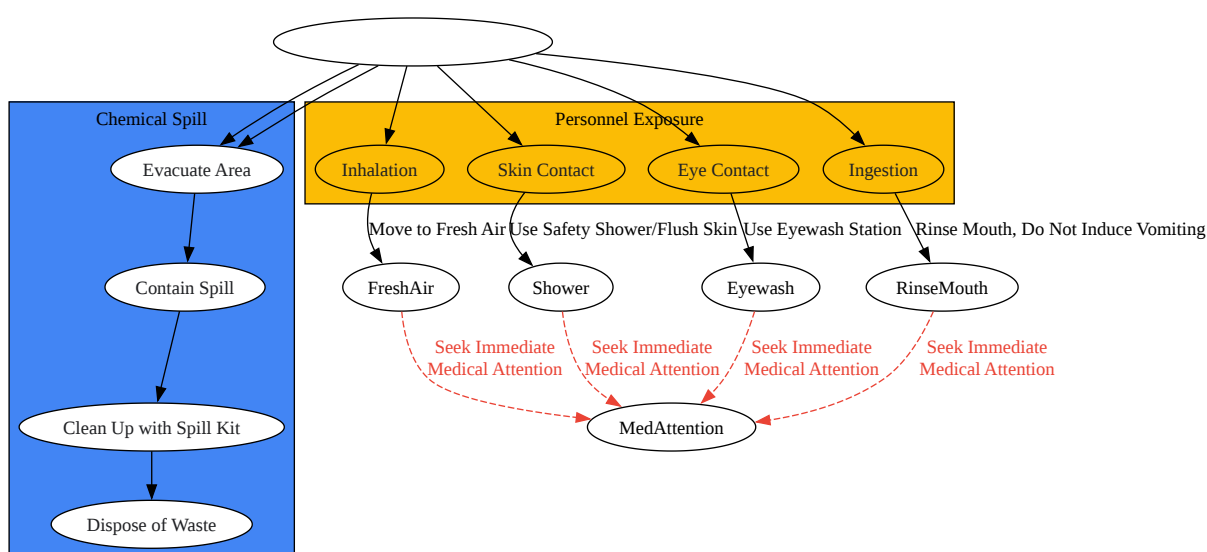 Chemical Spill
Personnel Exposure
Evacuate Area
Inhalation
Skin Contact
Eye Contact
Ingestion
Move to Fresh Air
Use Safety Shower/Flush Skin
Use Eyewash Station
Rinse Mouth, Do Not Induce Vomiting
Contain Spill
FreshAir
Shower
Eyewash
RinseMouth
Seek Immediate
Medical Attention
Seek Immediate
Medical Attention
Seek Immediate
Medical Attention
Seek Immediate
Medical Attention
Clean Up with Spill Kit
MedAttention
Dispose of Waste